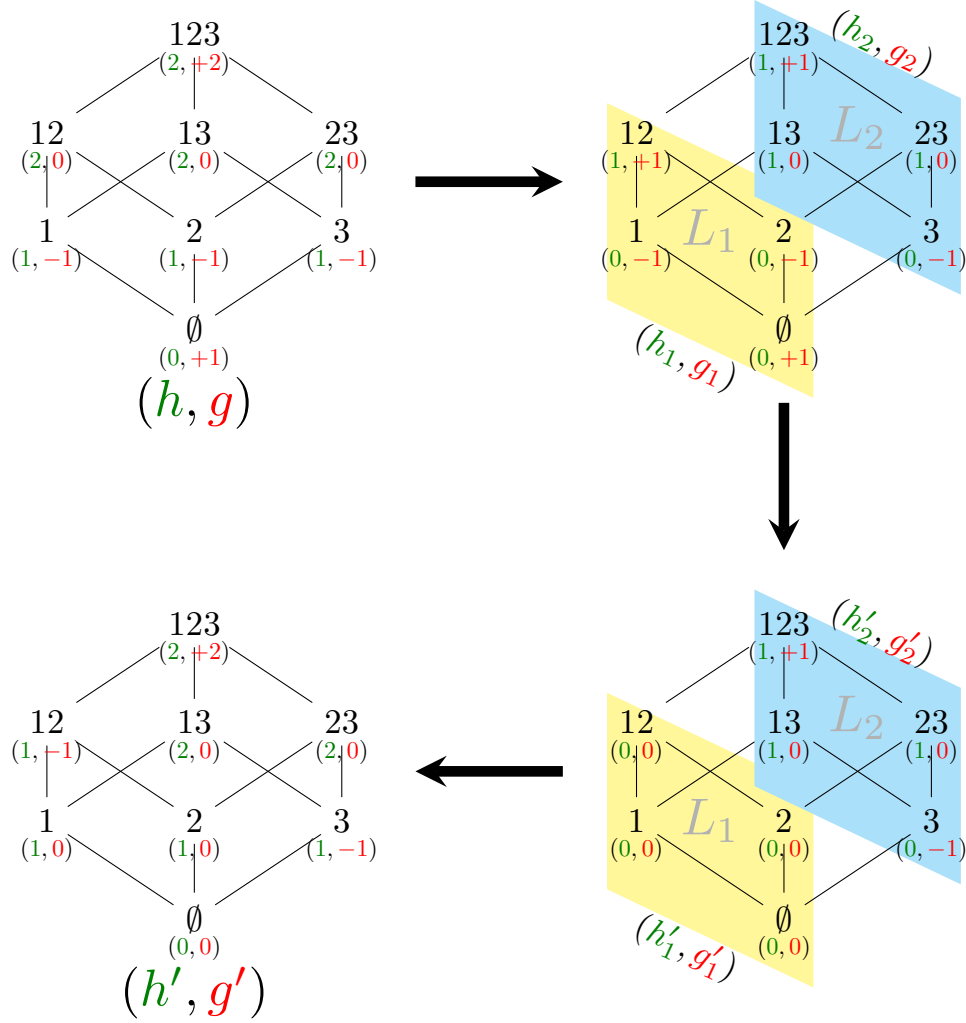 123
(2, +2)
12 13 23
(2, 0) (2, 0) (2, 0)
1 2 3
(1, −1) (1, −1) (1, −1)
∅
(0, +1)
(h, g)
123
(1, +1)
(h₂, g₂)
12 13 L₂ 23
(1, +1) (1, 0) (1, 0)
1 L₁ 2 3
(0, −1) (0, −1) (0, −1)
∅
(0, +1)
(h₁, g₁)
123
(2, +2)
12 13 23
(1, −1) (2, 0) (2, 0)
1 2 3
(1, 0) (1, 0) (1, −1)
∅
(0, 0)
(h′, g′)
123
(1, +1)
(h′₂, g′₂)
12 13 L₂ 23
(0, 0) (1, 0) (1, 0)
1 L₁ 2 3
(0, 0) (0, 0) (0, −1)
∅
(0, 0)
(h′₁, g′₁)